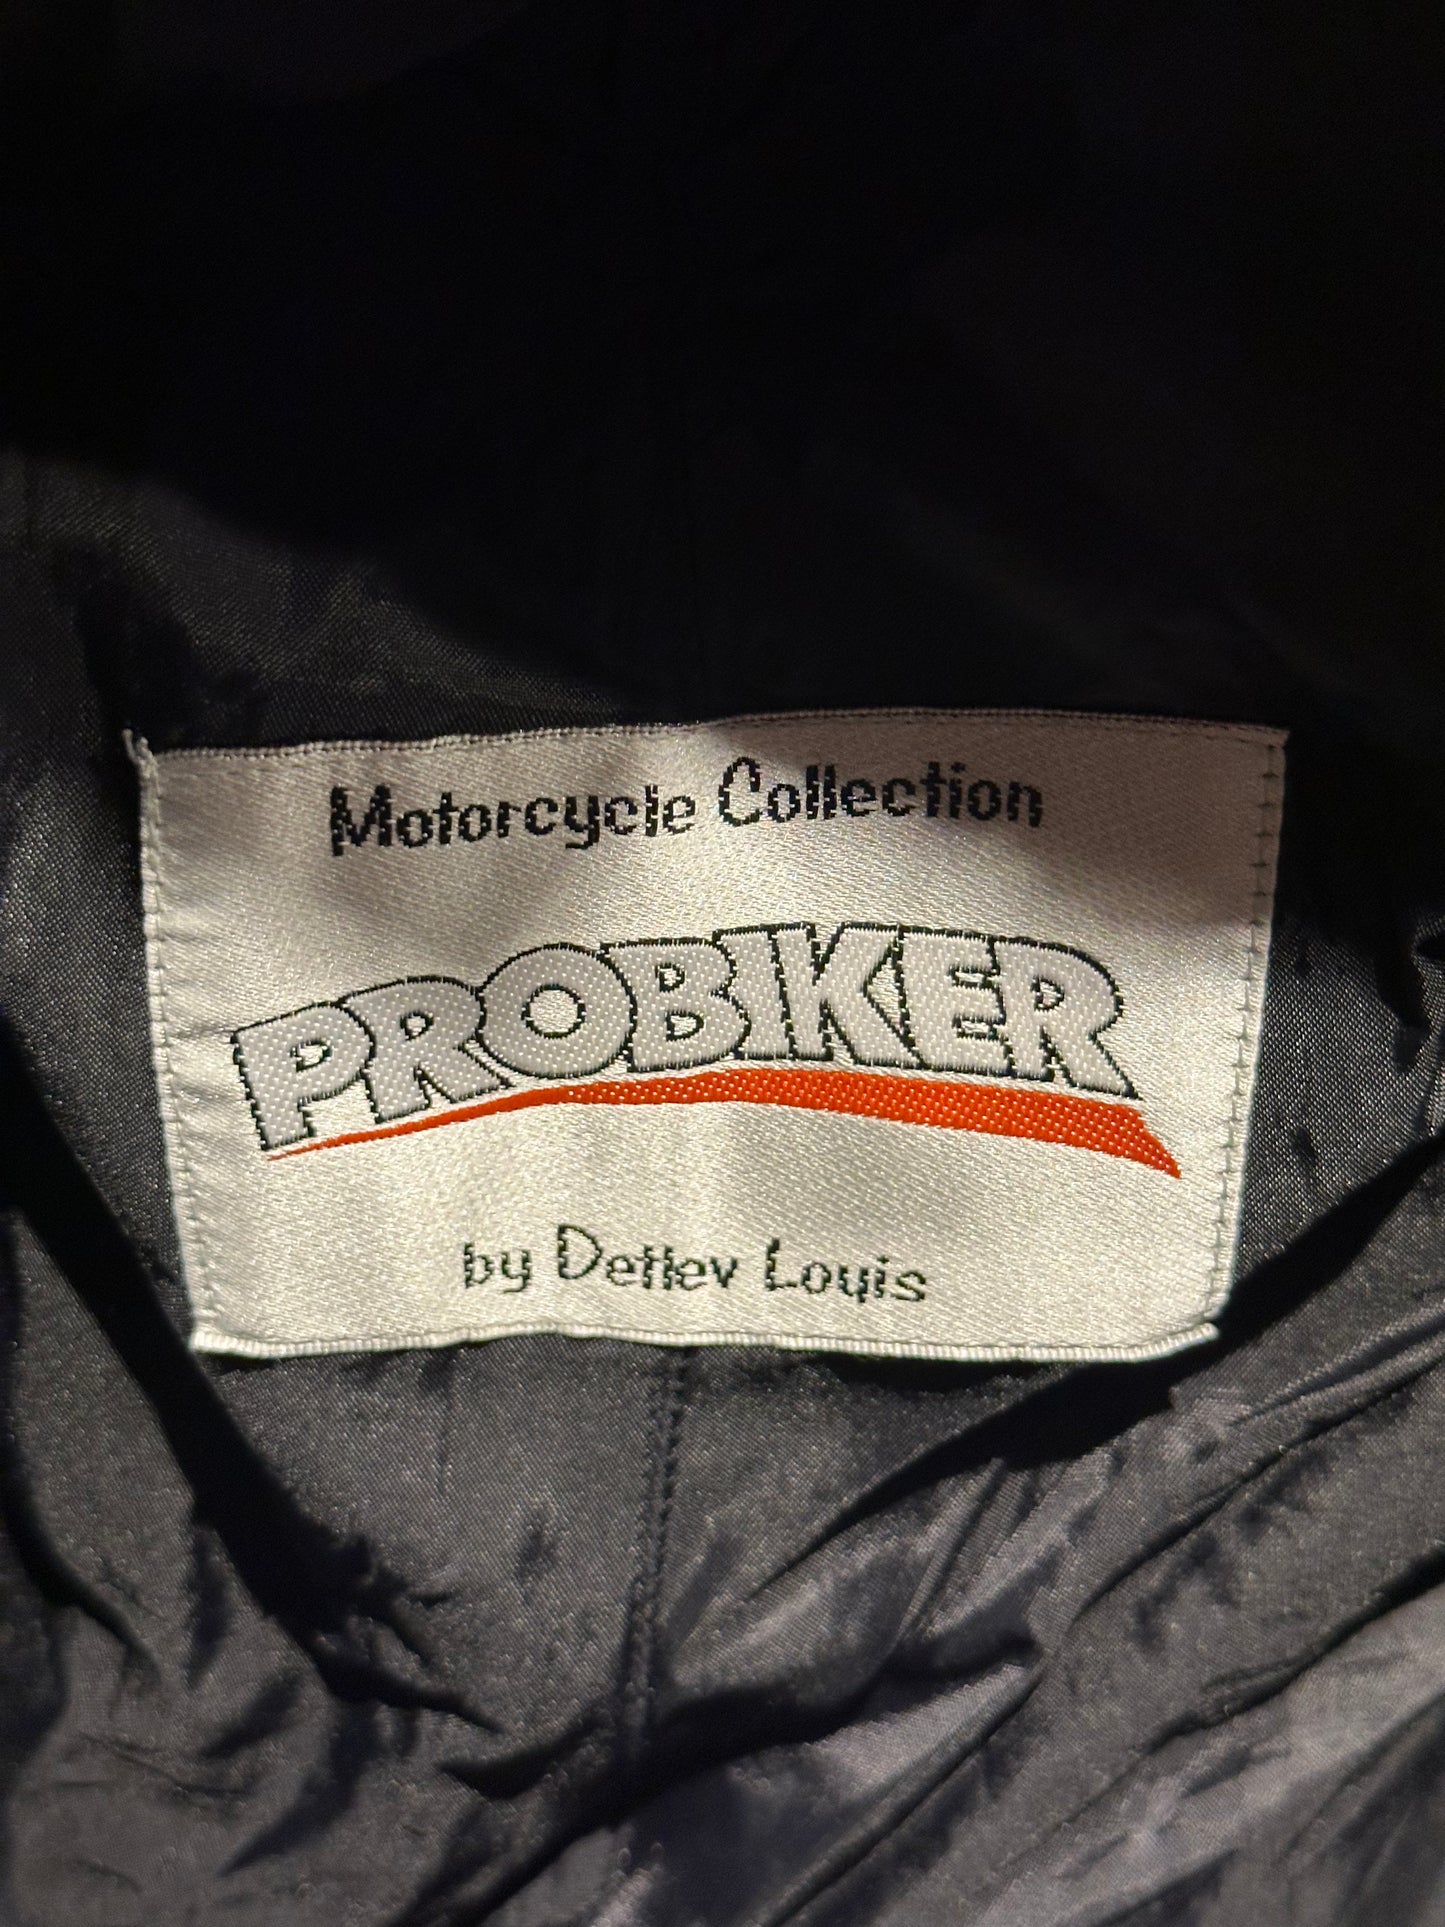 Motorcycle Collection
PROBIKER
by Detlev Louis